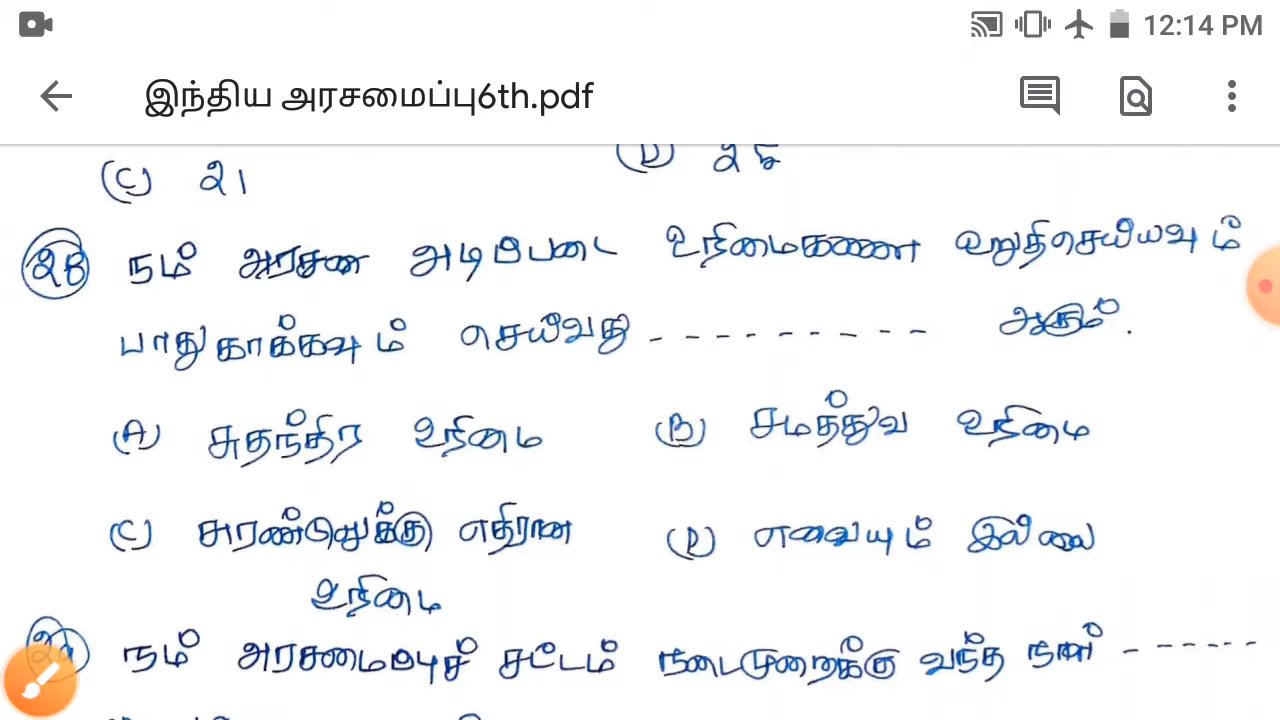 12:14 PM
இந்திய அரசமைப்பு6th.pdf
(C) 21 (D)
நம் அடிப்படை உரிமைகளை உறுதிசெய்யவும்
பாதுகாக்கவும் செய்வது - - - - - - - - - ஆகும்.
(A) சுதந்திர உரிமை (B) சமத்துவ உரிமை
(C) சுரண்டலுக்கு எதிரான (D) எவையும் இல்லை
உரிமை
நம் அரசமைப்புச் சட்டம் நடைமுறைக்கு வந்த நாள் - - - - - -